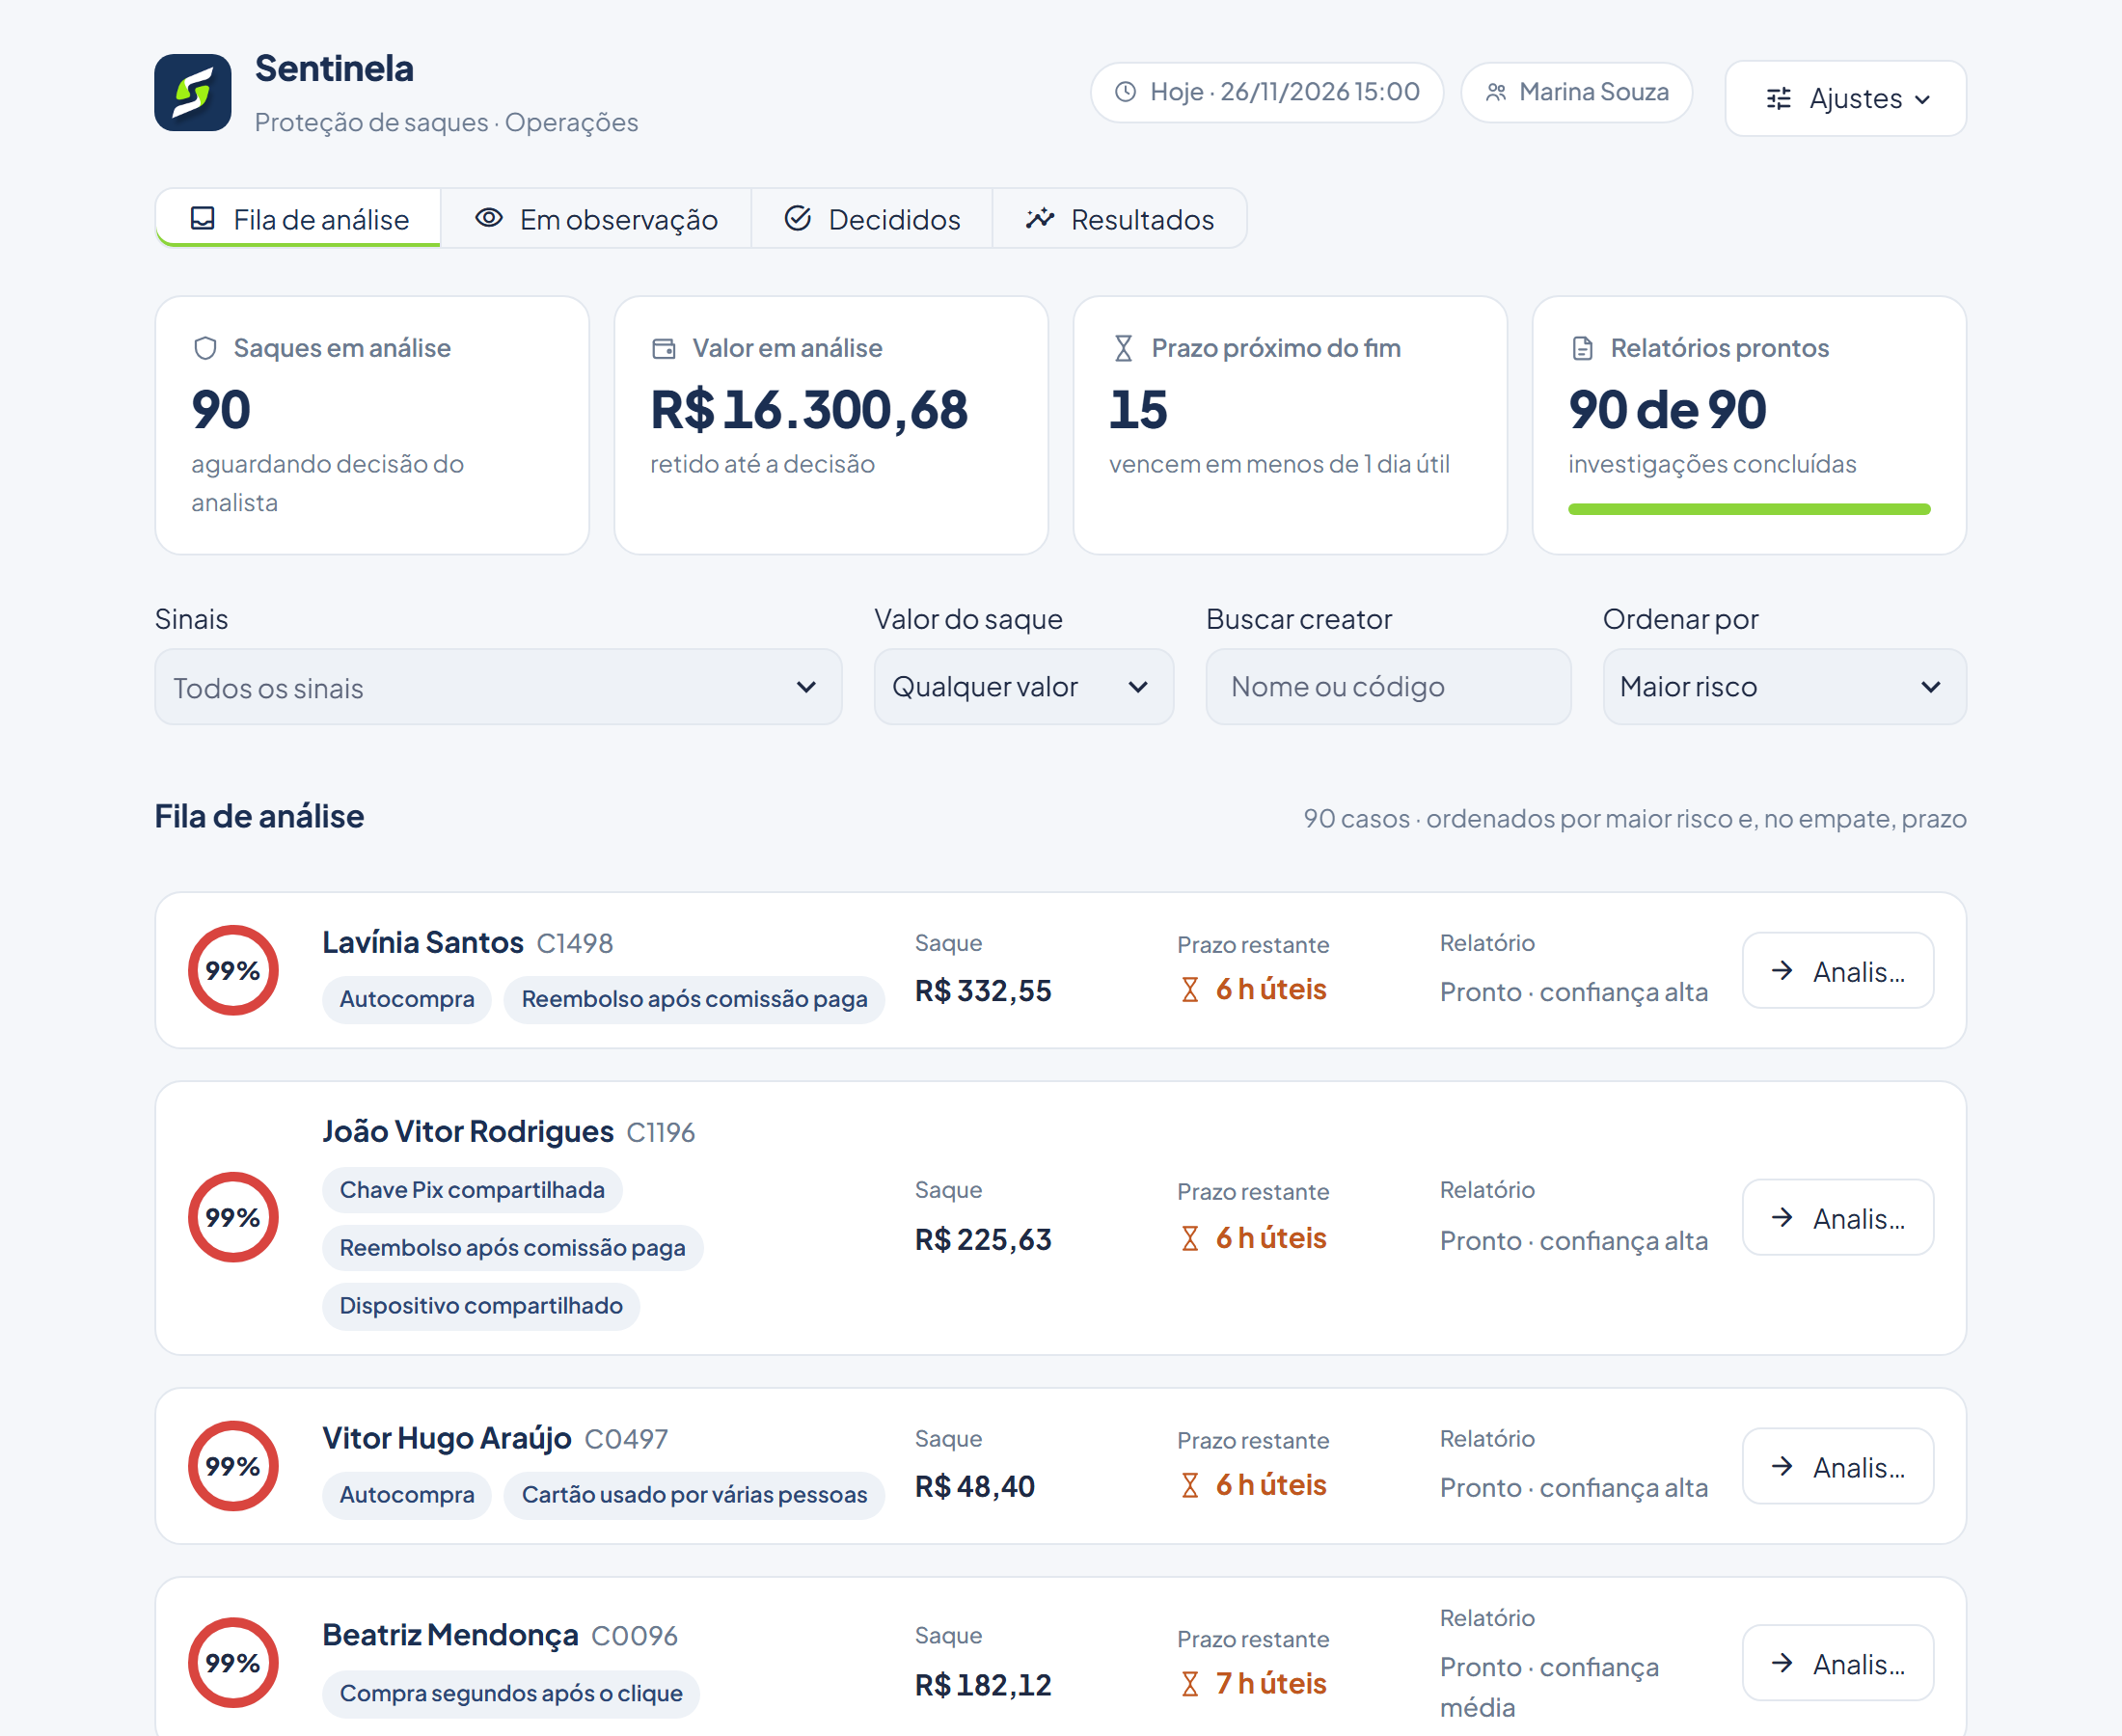 Sentinela
Proteção de saques · Operações
Hoje · 26/11/2026 15:00
Marina Souza
Ajustes
Fila de análise
Em observação
Decididos
Resultados
Saques em análise
90
aguardando decisão do
analista
Valor em análise
R$ 16.300,68
retido até a decisão
Prazo próximo do fim
15
vencem em menos de 1 dia útil
Relatórios prontos
90 de 90
investigações concluídas
Sinais
Todos os sinais
Valor do saque
Qualquer valor
Buscar creator
Nome ou código
Ordenar por
Maior risco
Fila de análise
90 casos · ordenados por maior risco e, no empate, prazo
99%
Lavínia Santos C1498
Autocompra
Reembolso após comissão paga
Saque
R$ 332,55
Prazo restante
6 h úteis
Relatório
Pronto · confiança alta
Analis...
99%
João Vitor Rodrigues C1196
Chave Pix compartilhada
Reembolso após comissão paga
Dispositivo compartilhado
Saque
R$ 225,63
Prazo restante
6 h úteis
Relatório
Pronto · confiança alta
Analis...
99%
Vitor Hugo Araújo C0497
Autocompra
Cartão usado por várias pessoas
Saque
R$ 48,40
Prazo restante
6 h úteis
Relatório
Pronto · confiança alta
Analis...
99%
Beatriz Mendonça C0096
Compra segundos após o clique
Saque
R$ 182,12
Prazo restante
7 h úteis
Relatório
Pronto · confiança
média
Analis...